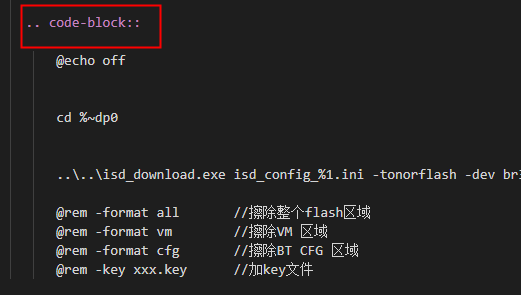 .. code-block::
@echo off
cd %~dp0
..\..\isd_download.exe isd_config_%1.ini -tonorflash -dev
@rem -format all //擦除整个flash区域
@rem -format vm //擦除VM 区域
@rem -format cfg //擦除BT CFG 区域
@rem -key xxx.key //加key文件